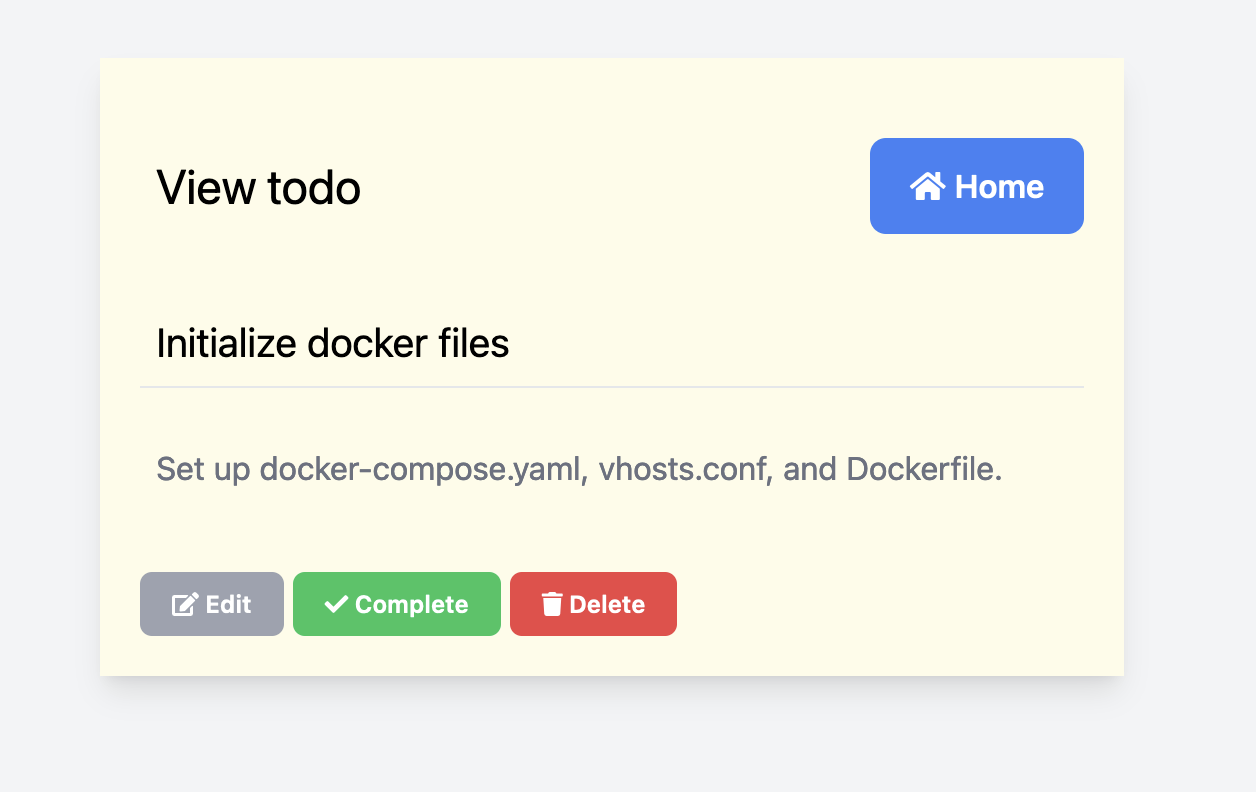 View todo
Home
Initialize docker files
Set up docker-compose.yaml, vhosts.conf, and Dockerfile.
Edit Complete Delete